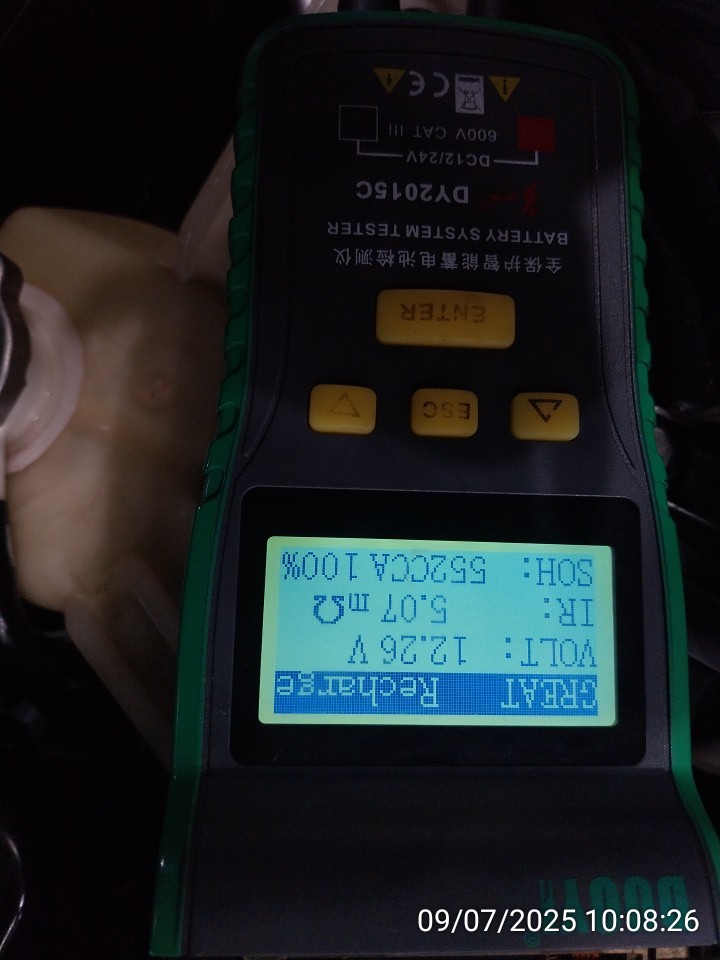 GREAT Recharge
VOLT: 12.26 V
IR: 5.07 mΩ
SOH: 552CCA 100%
ESC
ENTER
全保护智能蓄电池检测仪
BATTERY SYSTEM TESTER
DY2015C
DC12/24V
600V CAT III
CE
09/07/2025 10:08:26